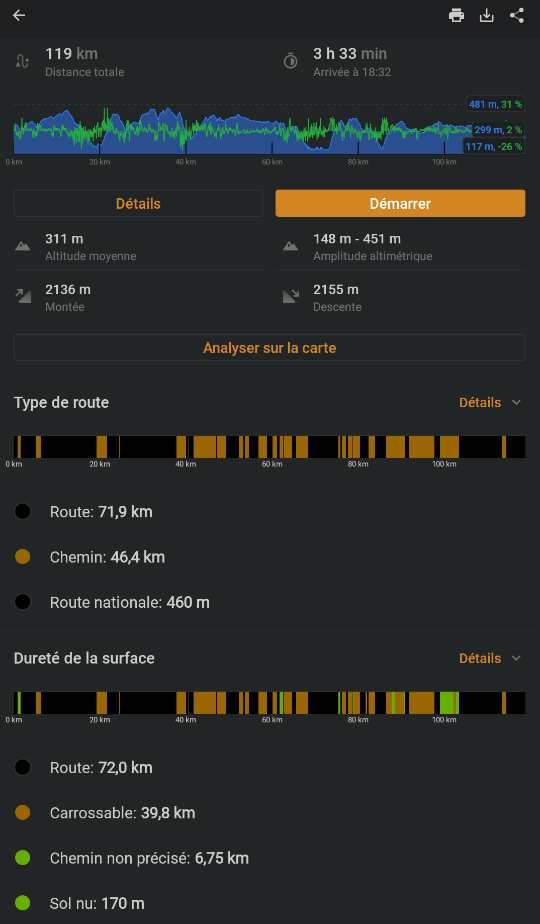 119 km
Distance totale
3 h 33 min
Arrivée à 18:32
481 m, 31 %
299 m, 2 %
117 m, -26 %
0 km 20 km 40 km 60 km 80 km 100 km
Détails
Démarrer
311 m
Altitude moyenne
148 m - 451 m
Amplitude altimétrique
2136 m
Montée
2155 m
Descente
Analyser sur la carte
Type de route
Détails
0 km 20 km 40 km 60 km 80 km 100 km
Route: 71,9 km
Chemin: 46,4 km
Route nationale: 460 m
Dureté de la surface
Détails
0 km 20 km 40 km 60 km 80 km 100 km
Route: 72,0 km
Carrossable: 39,8 km
Chemin non précisé: 6,75 km
Sol nu: 170 m